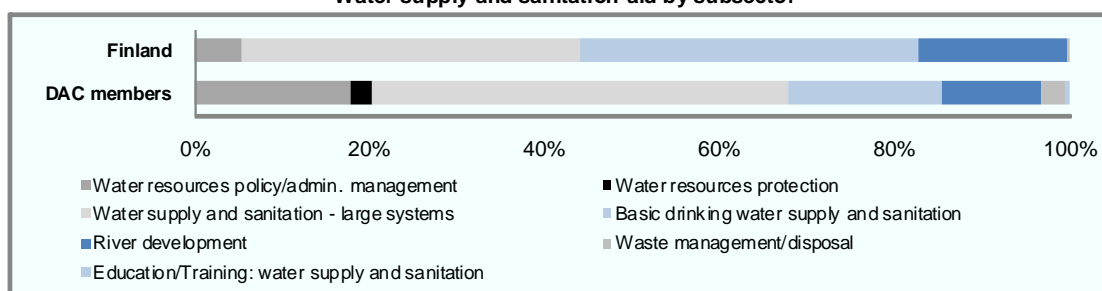 Water supply and sanitation aid by subsector
Finland
DAC members
0% 20% 40% 60% 80% 100%
Water resources policy/admin. management
Water resources protection
Water supply and sanitation - large systems
Basic drinking water supply and sanitation
River development
Waste management/disposal
Education/Training: water supply and sanitation